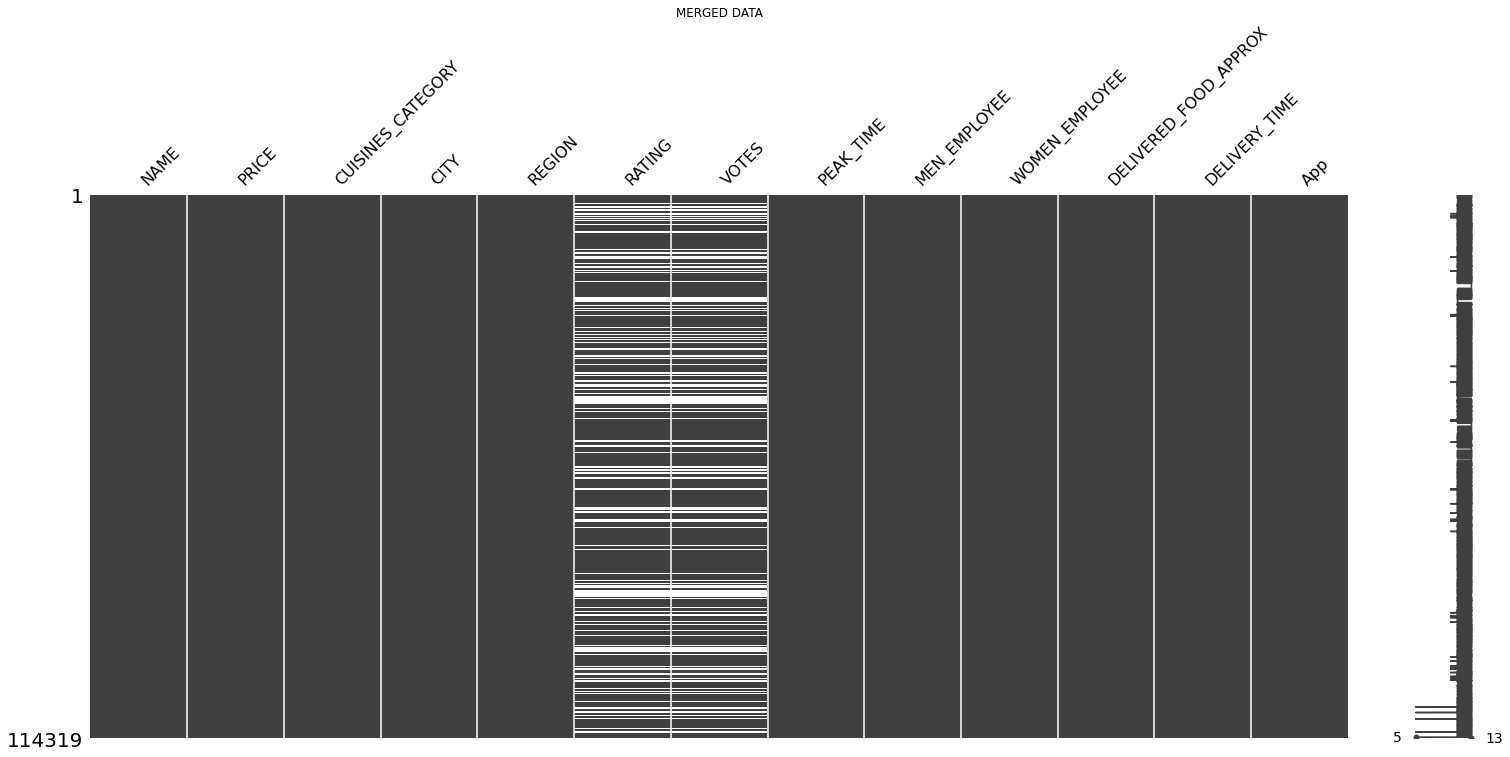 MERGED DATA
NAME
PRICE
CUISINES_CATEGORY
CITY
REGION
RATING
VOTES
PEAK_TIME
MEN_EMPLOYEE
WOMEN_EMPLOYEE
DELIVERED_FOOD_APPROX
DELIVERY_TIME
App
1
114319
5
13